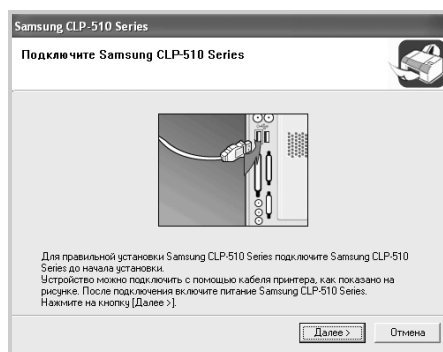 Samsung CLP-510 Series
Подключите Samsung CLP-510 Series
Для правильной установки Samsung CLP-510 Series подключите Samsung CLP-510
Series до начала установки.
Устройство можно подключить с помощью кабеля принтера, как показано на
рисунке. После подключения включите питание Samsung CLP-510 Series.
Нажмите на кнопку [Далее >].
Далее >
Отмена